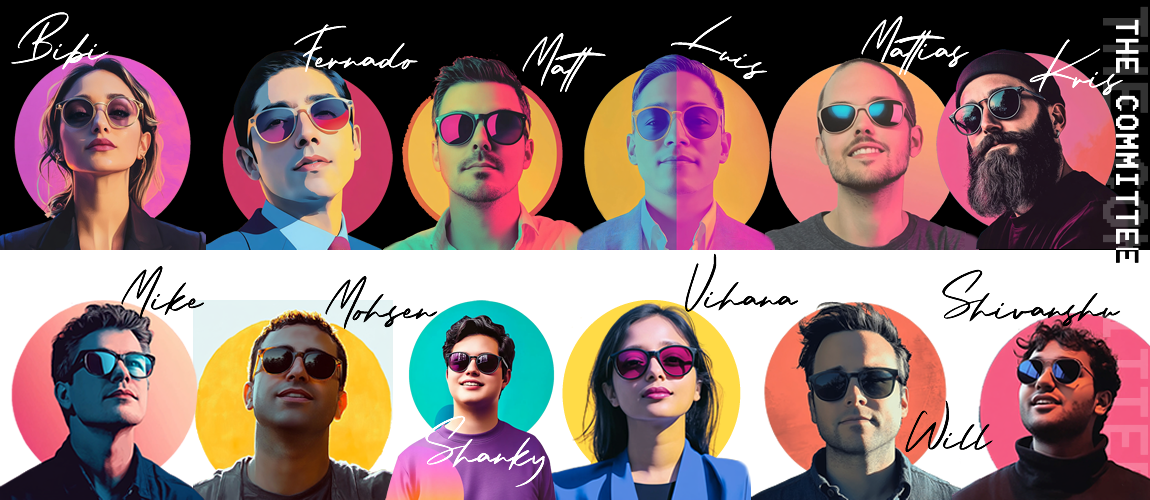 Bibi
Fernado
Matt
Luis
Mattias
Kris
THE COMMITTEE
Mike
Mohsen
Shanky
Vihana
Will
Shivanshu